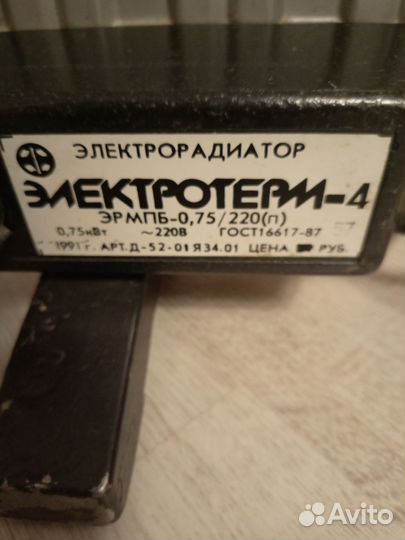 ЭЛЕКТРОРАДИАТОР
ЭЛЕКТРОТЕРМ-4
ЭРМПБ-0,75/220(п)
0,75кВт ~220В ГОСТ16617-87 57
1991г. АРТ.Д-52-01Я34.01 ЦЕНА РУБ.
Avito